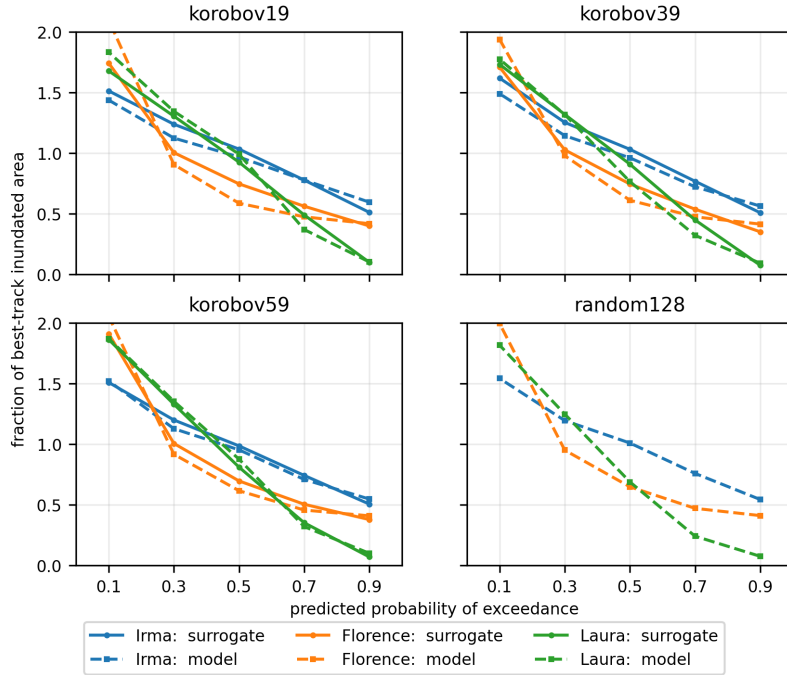 korobov19
korobov39
2.0
1.5
1.0
0.5
0.0
korobov59
random128
2.0
1.5
1.0
0.5
0.0
fraction of best-track inundated area
0.1 0.3 0.5 0.7 0.9
0.1 0.3 0.5 0.7 0.9
predicted probability of exceedance
Irma: surrogate
Florence: surrogate
Laura: surrogate
Irma: model
Florence: model
Laura: model